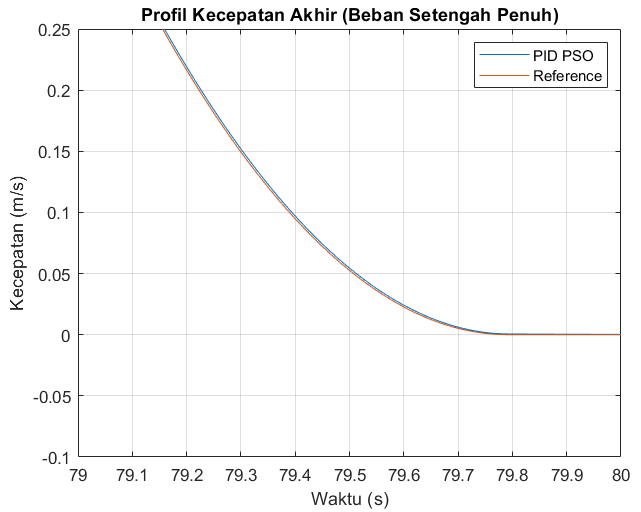 Profil Kecepatan Akhir (Beban Setengah Penuh)
PID PSO
Reference
Kecepatan (m/s)
0.25
0.2
0.15
0.1
0.05
0
-0.05
-0.1
79 79.1 79.2 79.3 79.4 79.5 79.6 79.7 79.8 79.9 80
Waktu (s)